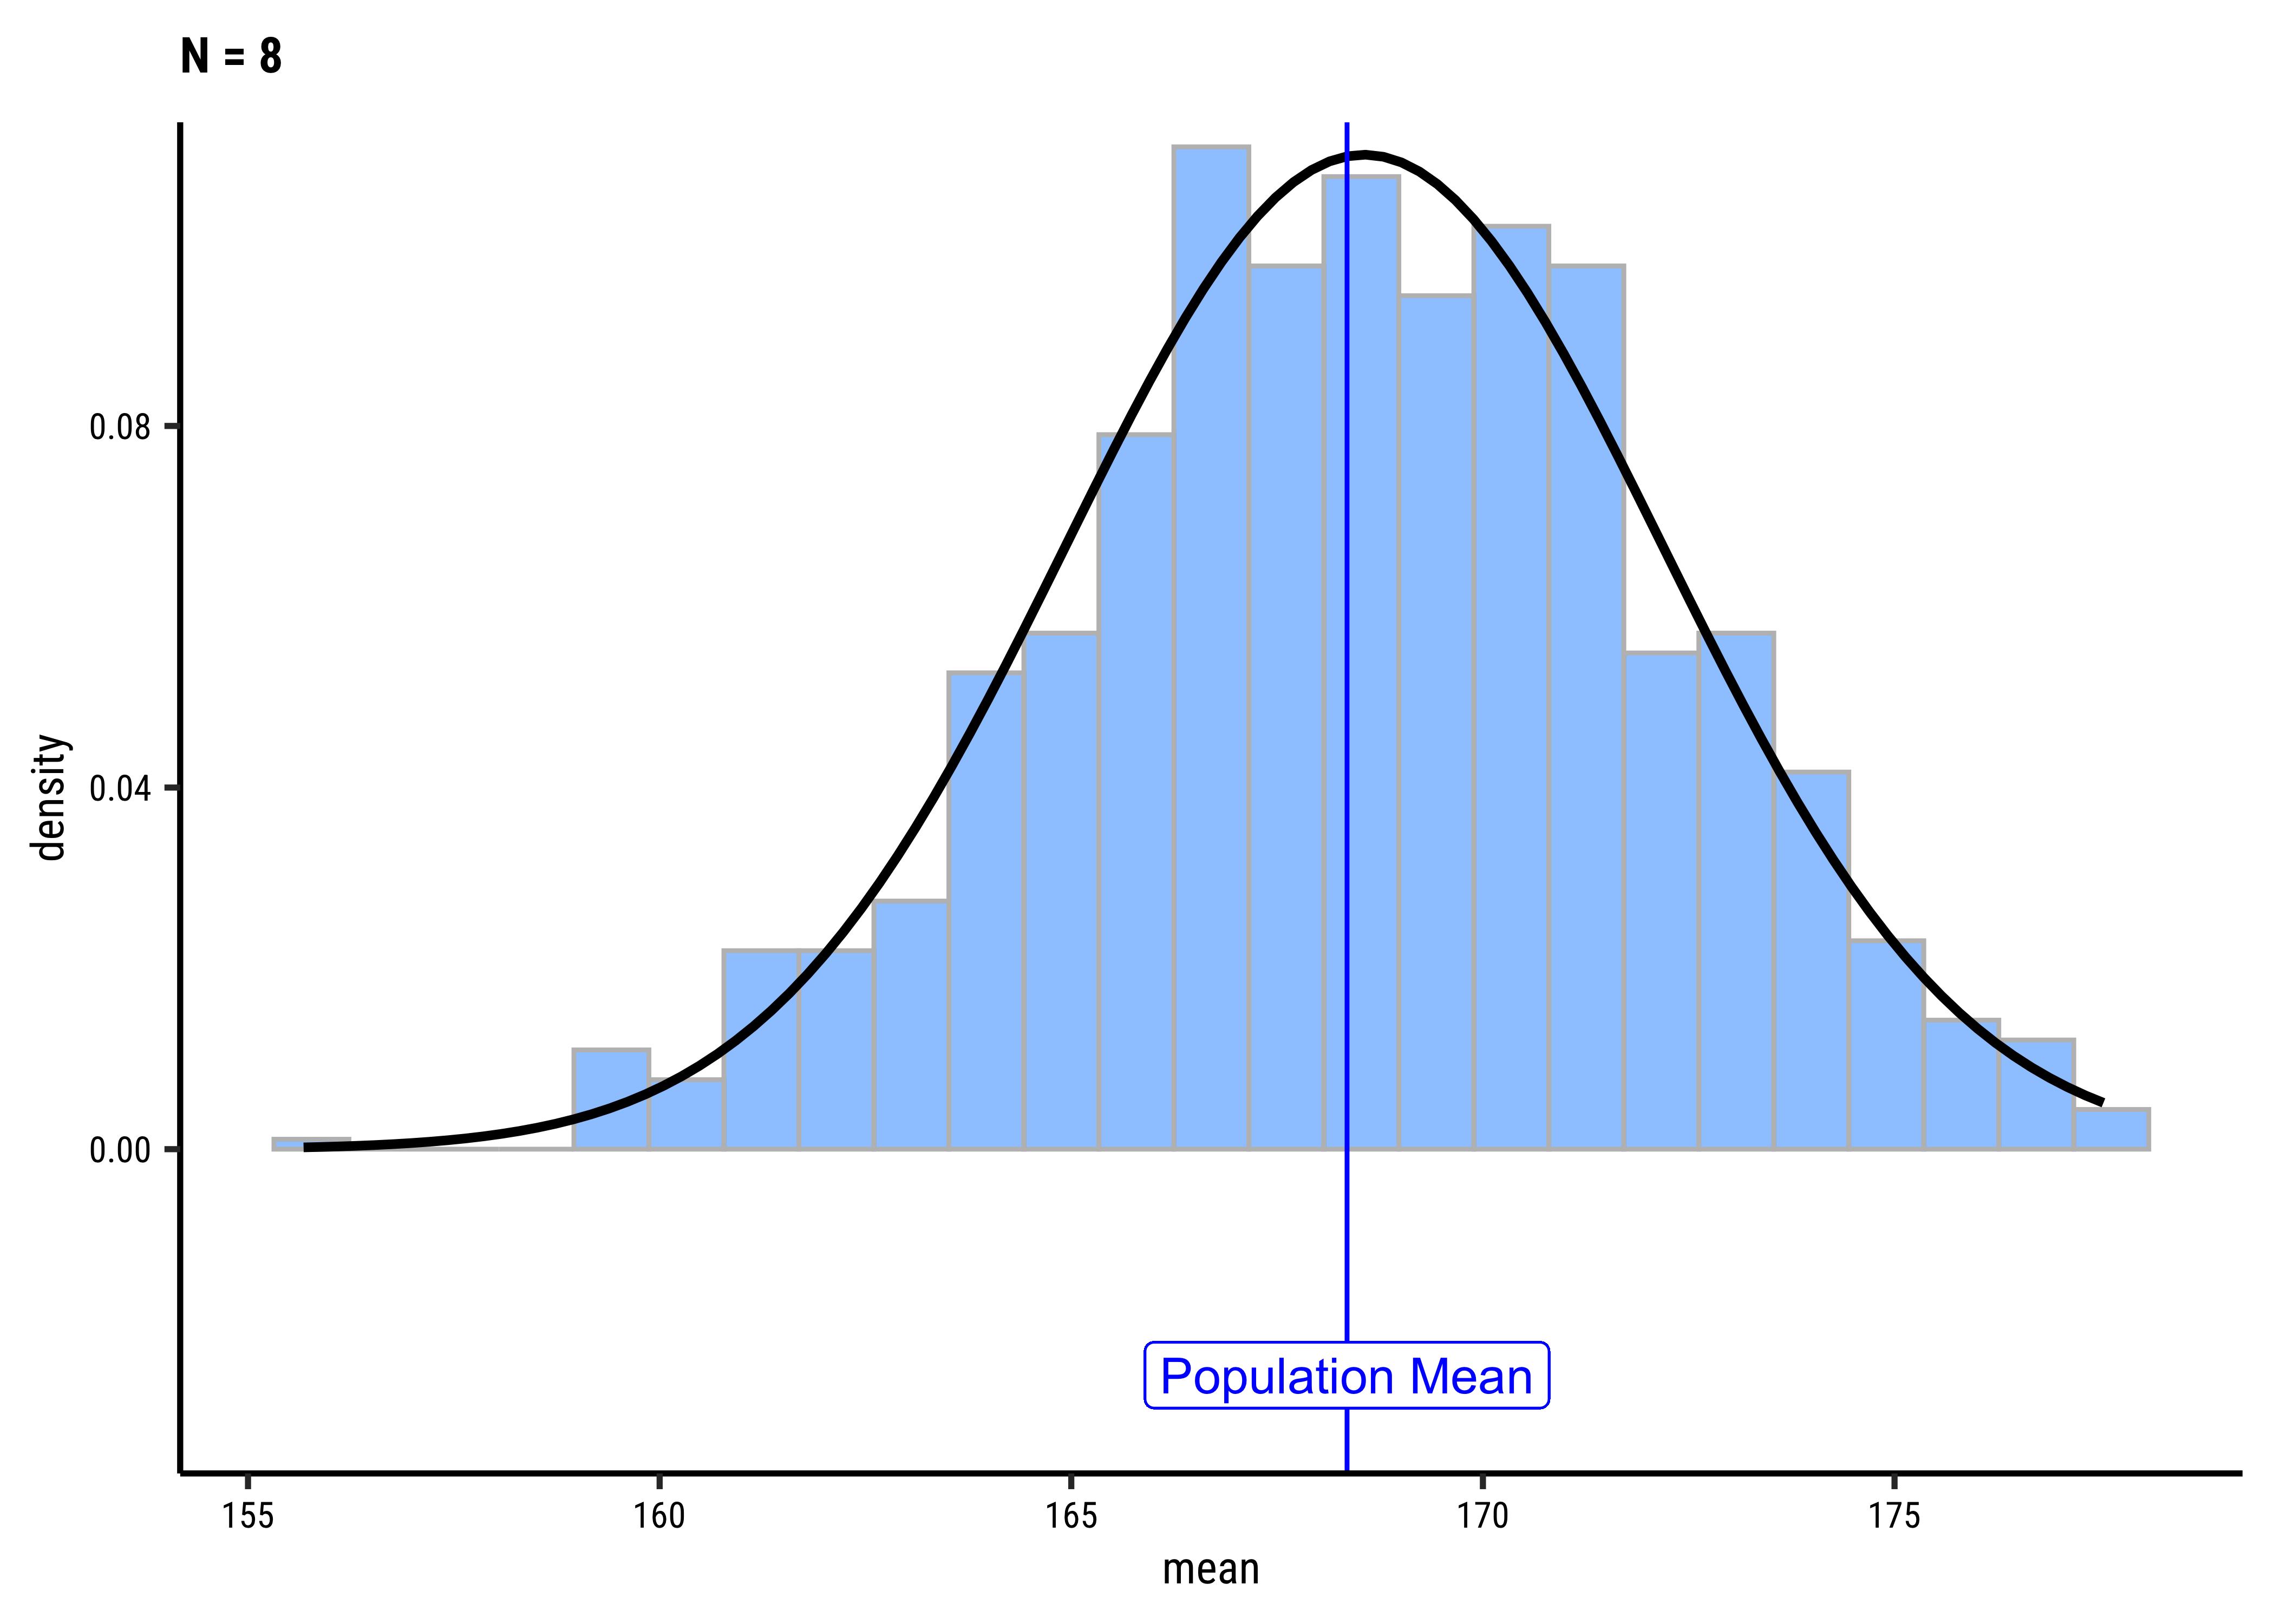 N = 8
density
0.08
0.04
0.00
Population Mean
155 160 165 170 175
mean